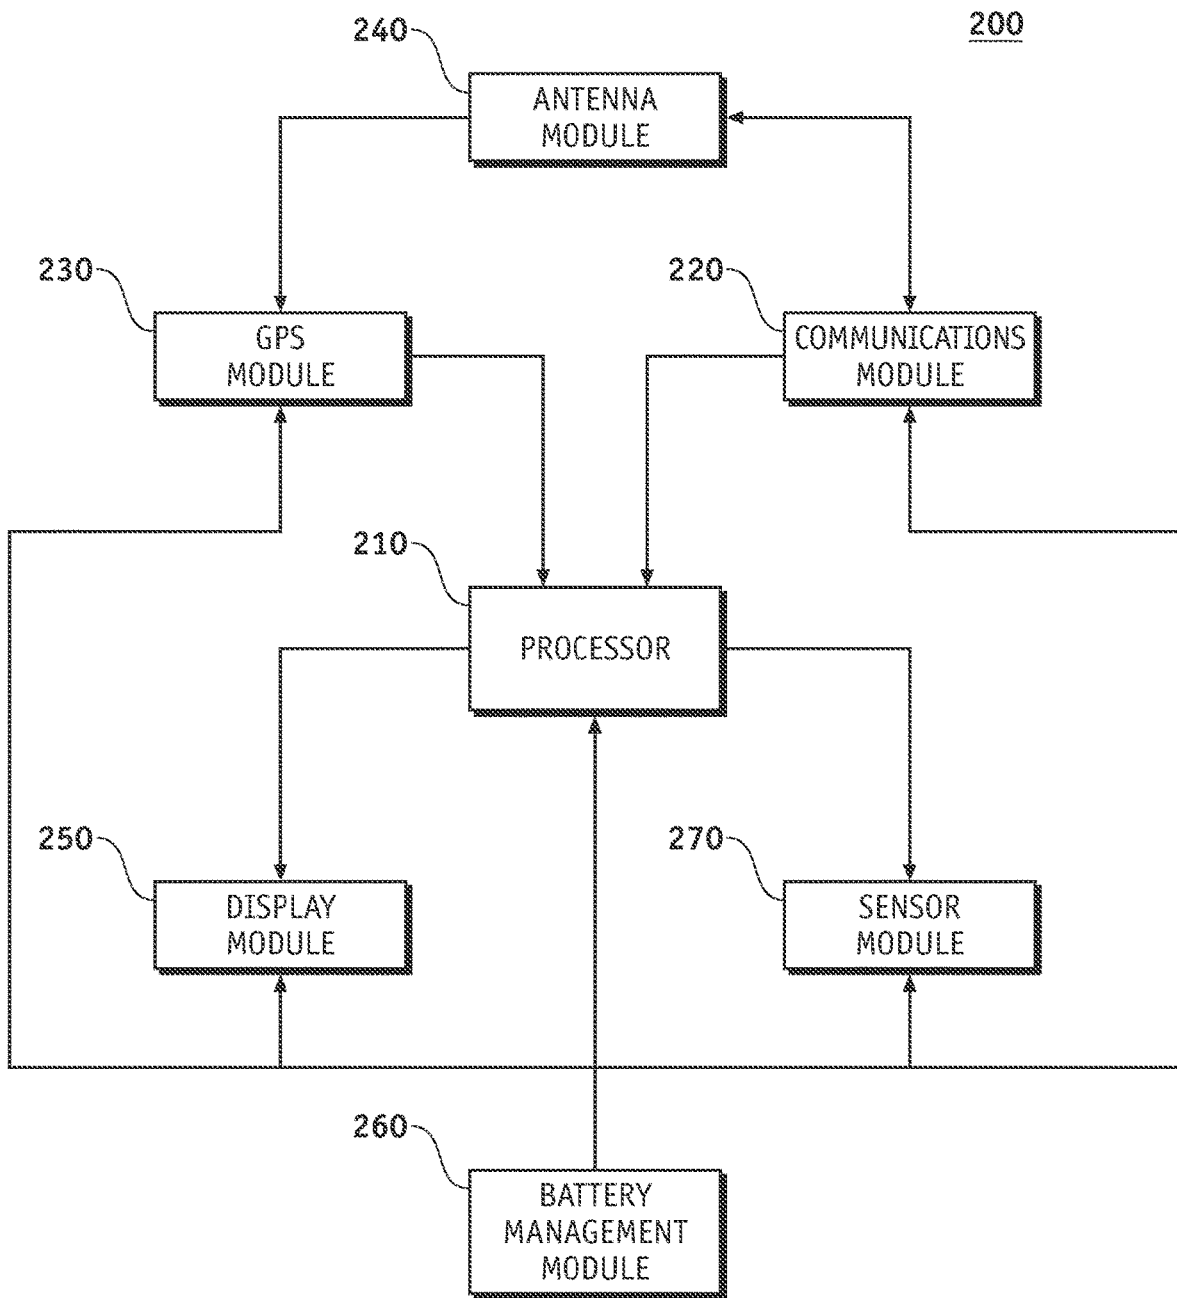 200
240
ANTENNA
MODULE
230
GPS
MODULE
220
COMMUNICATIONS
MODULE
210
PROCESSOR
250
DISPLAY
MODULE
270
SENSOR
MODULE
260
BATTERY
MANAGEMENT
MODULE